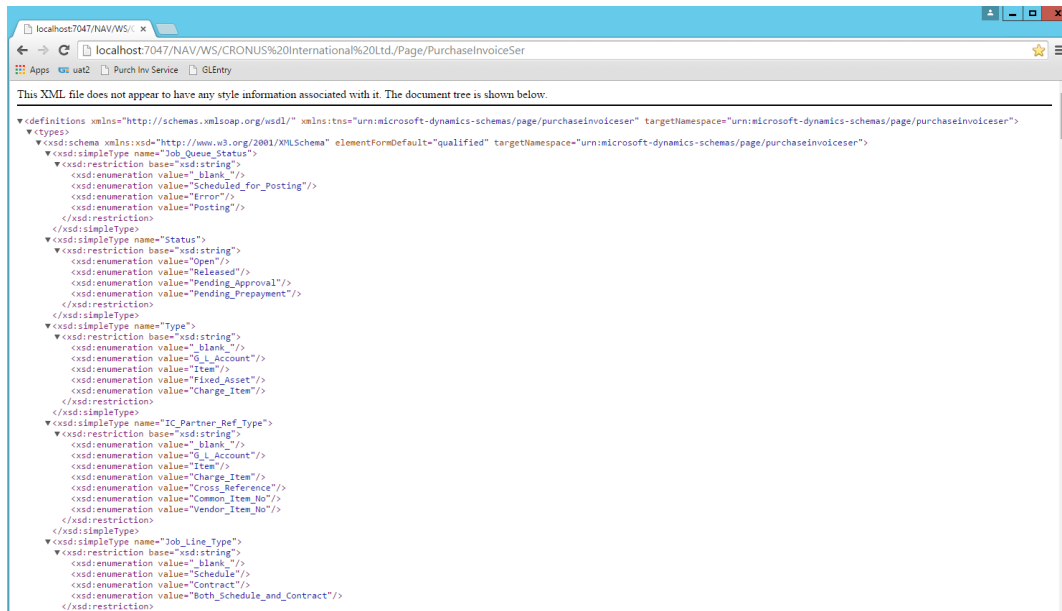 localhost:7047/NAV/WS/C
localhost:7047/NAV/WS/CRONUS%20International%20Ltd./Page/PurchaseInvoiceSer
Apps uat2 Purch Inv Service GLEntry
This XML file does not appear to have any style information associated with it. The document tree is shown below.
▼<definitions xmlns="http://schemas.xmlsoap.org/wsdl/" xmlns:tns="urn:microsoft-dynamics-schemas/page/purchaseinvoiceser" targetNamespace="urn:microsoft-dynamics-schemas/page/purchaseinvoiceser">
▼<types>
▼<xsd:schema xmlns:xsd="http://www.w3.org/2001/XMLSchema" elementFormDefault="qualified" targetNamespace="urn:microsoft-dynamics-schemas/page/purchaseinvoiceser">
▼<xsd:simpleType name="Job_Queue_Status">
▼<xsd:restriction base="xsd:string">
<xsd:enumeration value="_blank_"/>
<xsd:enumeration value="Scheduled_for_Posting"/>
<xsd:enumeration value="Error"/>
<xsd:enumeration value="Posting"/>
</xsd:restriction>
</xsd:simpleType>
▼<xsd:simpleType name="Status">
▼<xsd:restriction base="xsd:string">
<xsd:enumeration value="Open"/>
<xsd:enumeration value="Released"/>
<xsd:enumeration value="Pending_Approval"/>
<xsd:enumeration value="Pending_Prepayment"/>
</xsd:restriction>
</xsd:simpleType>
▼<xsd:simpleType name="Type">
▼<xsd:restriction base="xsd:string">
<xsd:enumeration value="_blank_"/>
<xsd:enumeration value="G_L_Account"/>
<xsd:enumeration value="Item"/>
<xsd:enumeration value="Fixed_Asset"/>
<xsd:enumeration value="Charge_Item"/>
</xsd:restriction>
</xsd:simpleType>
▼<xsd:simpleType name="IC_Partner_Ref_Type">
▼<xsd:restriction base="xsd:string">
<xsd:enumeration value="_blank_"/>
<xsd:enumeration value="G_L_Account"/>
<xsd:enumeration value="Item"/>
<xsd:enumeration value="Charge_Item"/>
<xsd:enumeration value="Cross_Reference"/>
<xsd:enumeration value="Common_Item_No"/>
<xsd:enumeration value="Vendor_Item_No"/>
</xsd:restriction>
</xsd:simpleType>
▼<xsd:simpleType name="Job_Line_Type">
▼<xsd:restriction base="xsd:string">
<xsd:enumeration value="_blank_"/>
<xsd:enumeration value="Schedule"/>
<xsd:enumeration value="Contract"/>
<xsd:enumeration value="Both_Schedule_and_Contract"/>
</xsd:restriction>